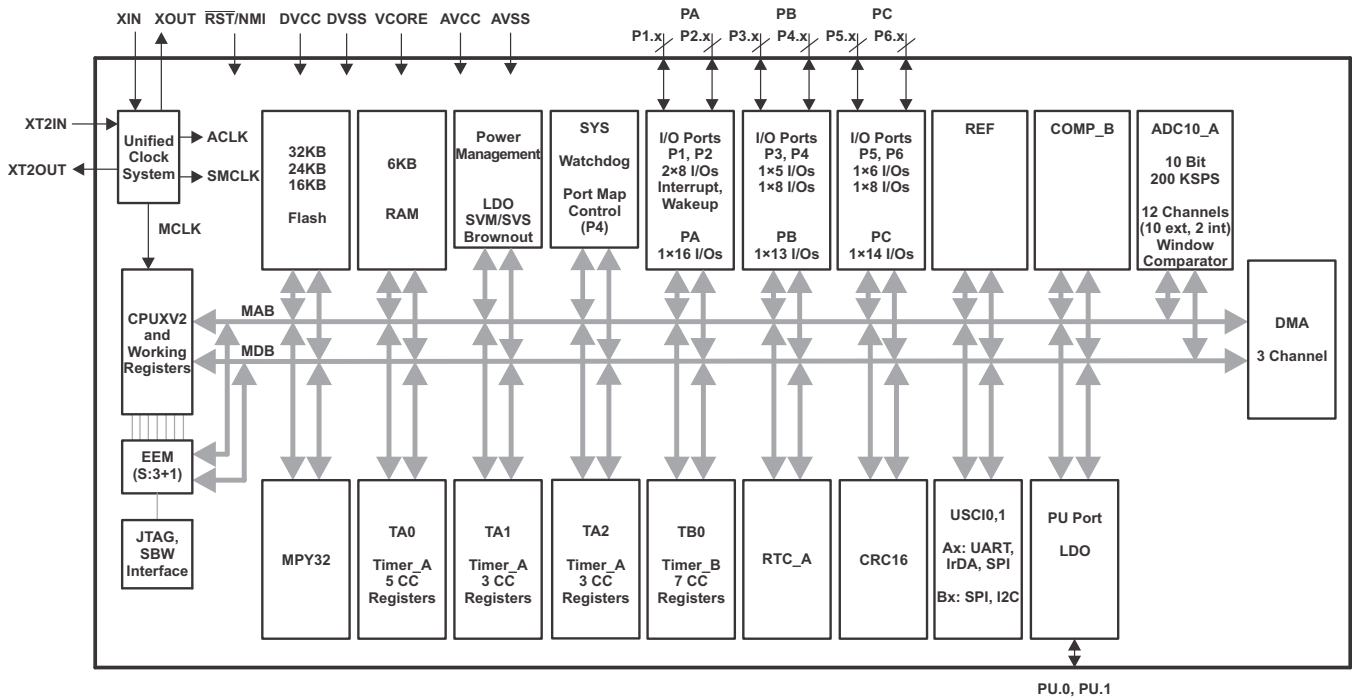 XIN XOUT RST/NMI DVCC DVSS VCORE AVCC AVSS
PA PB PC
P1.x P2.x P3.x P4.x P5.x P6.x
XT2IN
XT2OUT
Unified
Clock
System
ACLK
SMCLK
MCLK
32KB
24KB
16KB
Flash
6KB
RAM
Power
Management
LDO
SVM/SVS
Brownout
SYS
Watchdog
Port Map
Control
(P4)
I/O Ports
P1, P2
2×8 I/Os
Interrupt,
Wakeup
PA
1×16 I/Os
I/O Ports
P3, P4
1×5 I/Os
1×8 I/Os
PB
1×13 I/Os
I/O Ports
P5, P6
1×6 I/Os
1×8 I/Os
PC
1×14 I/Os
REF
COMP_B
ADC10_A
10 Bit
200 KSPS
12 Channels
(10 ext, 2 int)
Window
Comparator
CPUXV2
and
Working
Registers
MAB
MDB
DMA
3 Channel
EEM
(S:3+1)
JTAG,
SBW
Interface
MPY32
TA0
Timer_A
5 CC
Registers
TA1
Timer_A
3 CC
Registers
TA2
Timer_A
3 CC
Registers
TB0
Timer_B
7 CC
Registers
RTC_A
CRC16
USCI0,1
Ax: UART,
IrDA, SPI
Bx: SPI, I2C
PU Port
LDO
PU.0, PU.1